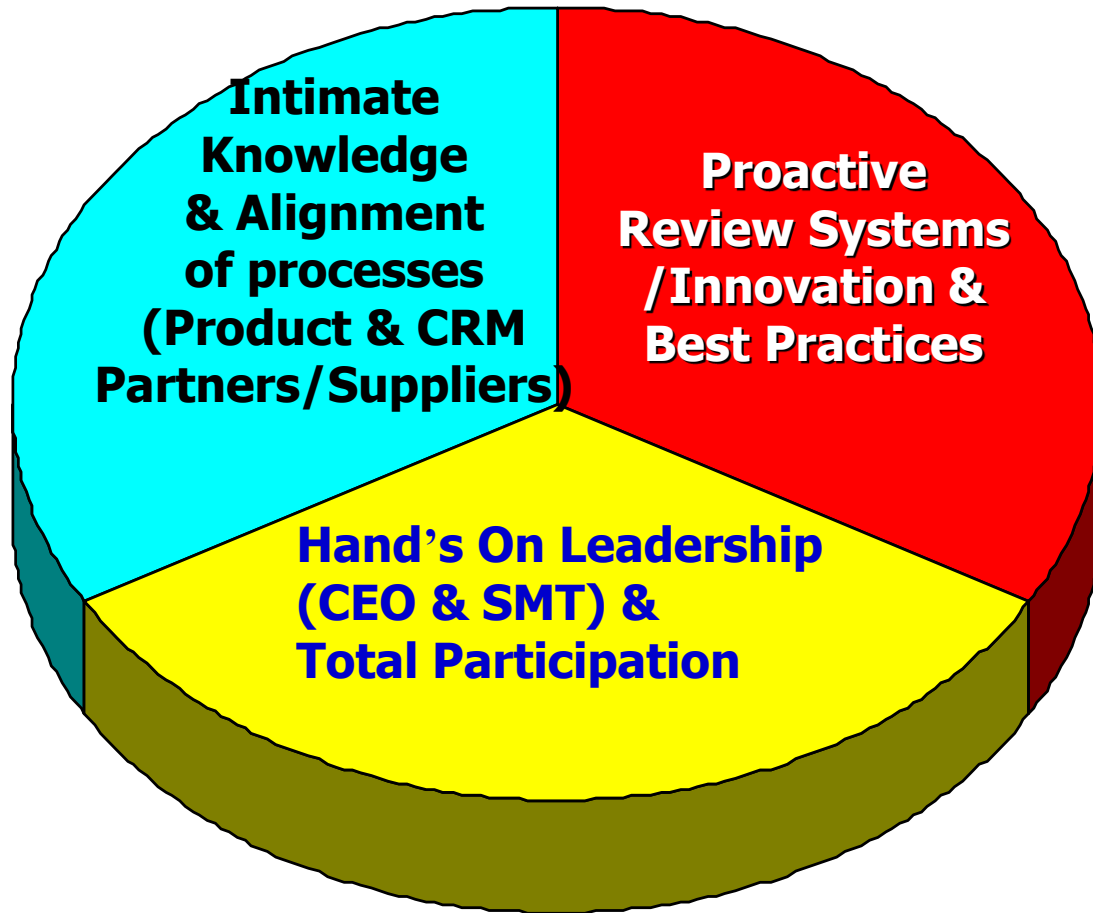 Intimate
Knowledge
& Alignment
of processes
(Product & CRM
Partners/Suppliers)
Proactive
Review Systems
/Innovation &
Best Practices
Hand’s On Leadership
(CEO & SMT) &
Total Participation